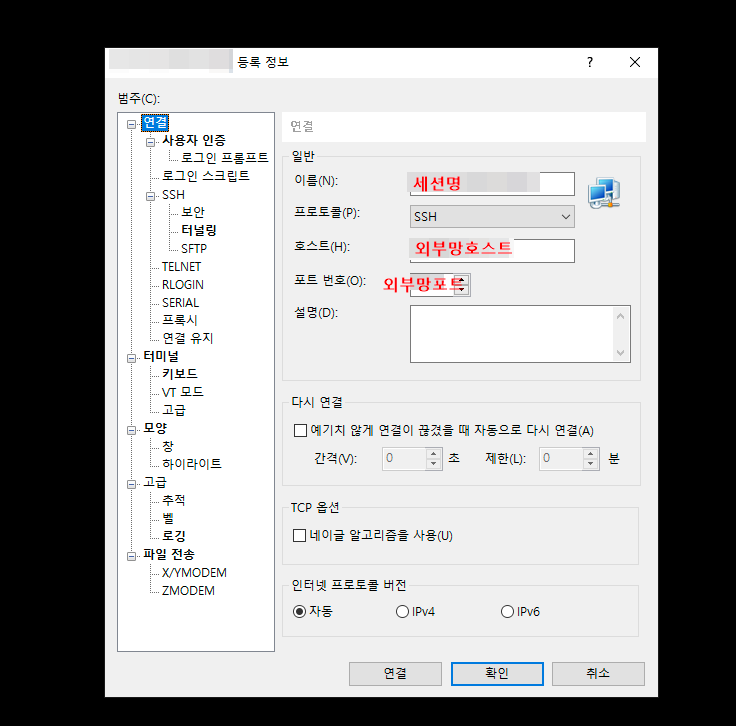 등록 정보
?
범주(C):
연결
사용자 인증
로그인 프롬프트
로그인 스크립트
SSH
보안
터널링
SFTP
TELNET
RLOGIN
SERIAL
프록시
연결 유지
터미널
키보드
VT 모드
고급
모양
창
하이라이트
고급
추적
벨
로깅
파일 전송
X/YMODEM
ZMODEM
연결
일반
이름(N): 세션명
프로토콜(P): SSH
호스트(H): 외부망호스트
포트 번호(O): 외부망포트
설명(D):
다시 연결
예기치 않게 연결이 끊겼을 때 자동으로 다시 연결(A)
간격(V): 0 초 제한(L): 0 분
TCP 옵션
네이글 알고리즘을 사용(U)
인터넷 프로토콜 버전
자동 IPv4 IPv6
연결 확인 취소